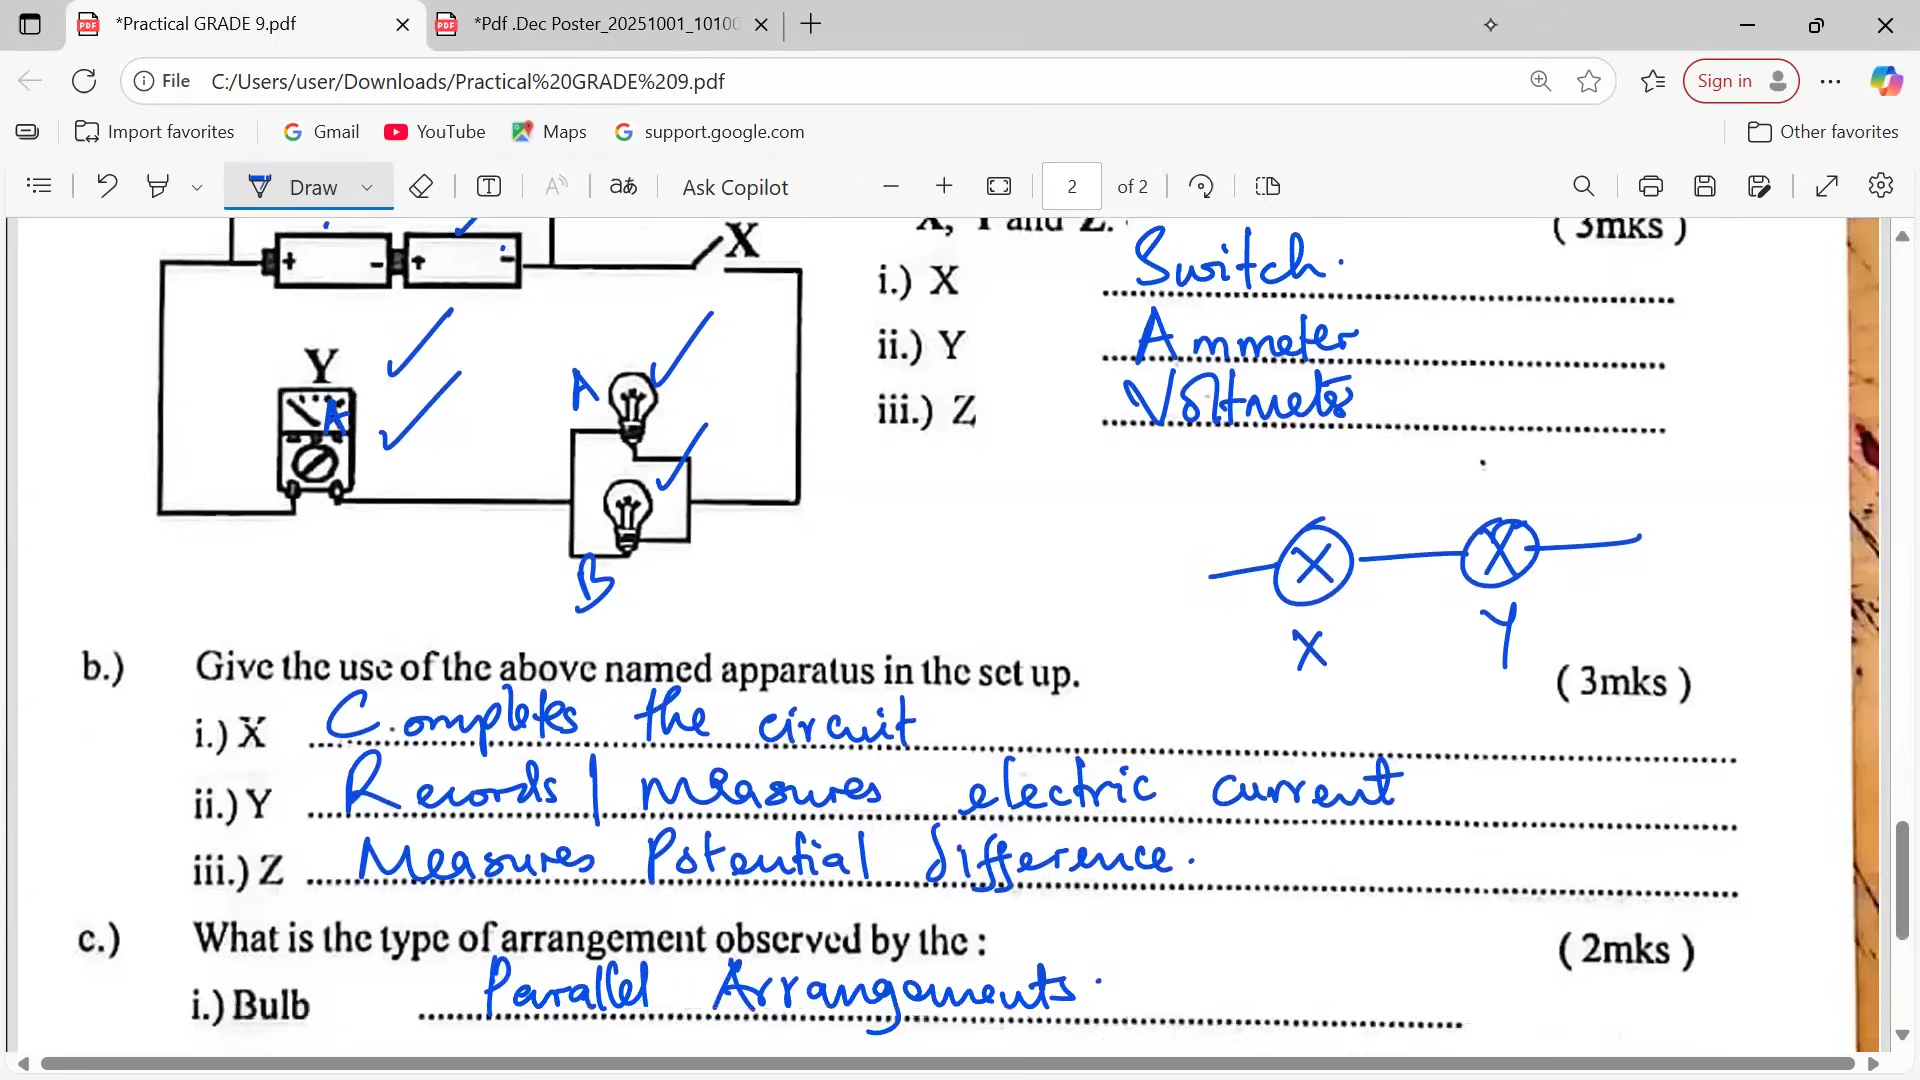 *Practical GRADE 9.pdf
*Pdf .Dec Poster_20251001_10100
File C:/Users/user/Downloads/Practical%20GRADE%209.pdf
Sign in
Import favorites Gmail YouTube Maps support.google.com Other favorites
Draw Ask Copilot 2 of 2
X, Y and Z. ( 3mks )
+ - + - X
i.) X Switch.
ii.) Y Ammeter
iii.) Z Voltmeter
Y
A
A
B
X Y
b.) Give the use of the above named apparatus in the set up. ( 3mks )
i.) X Completes the circuit
ii.) Y Records | measures electric current
iii.) Z Measures Potential difference.
c.) What is the type of arrangement observed by the : ( 2mks )
i.) Bulb Parallel Arrangements.